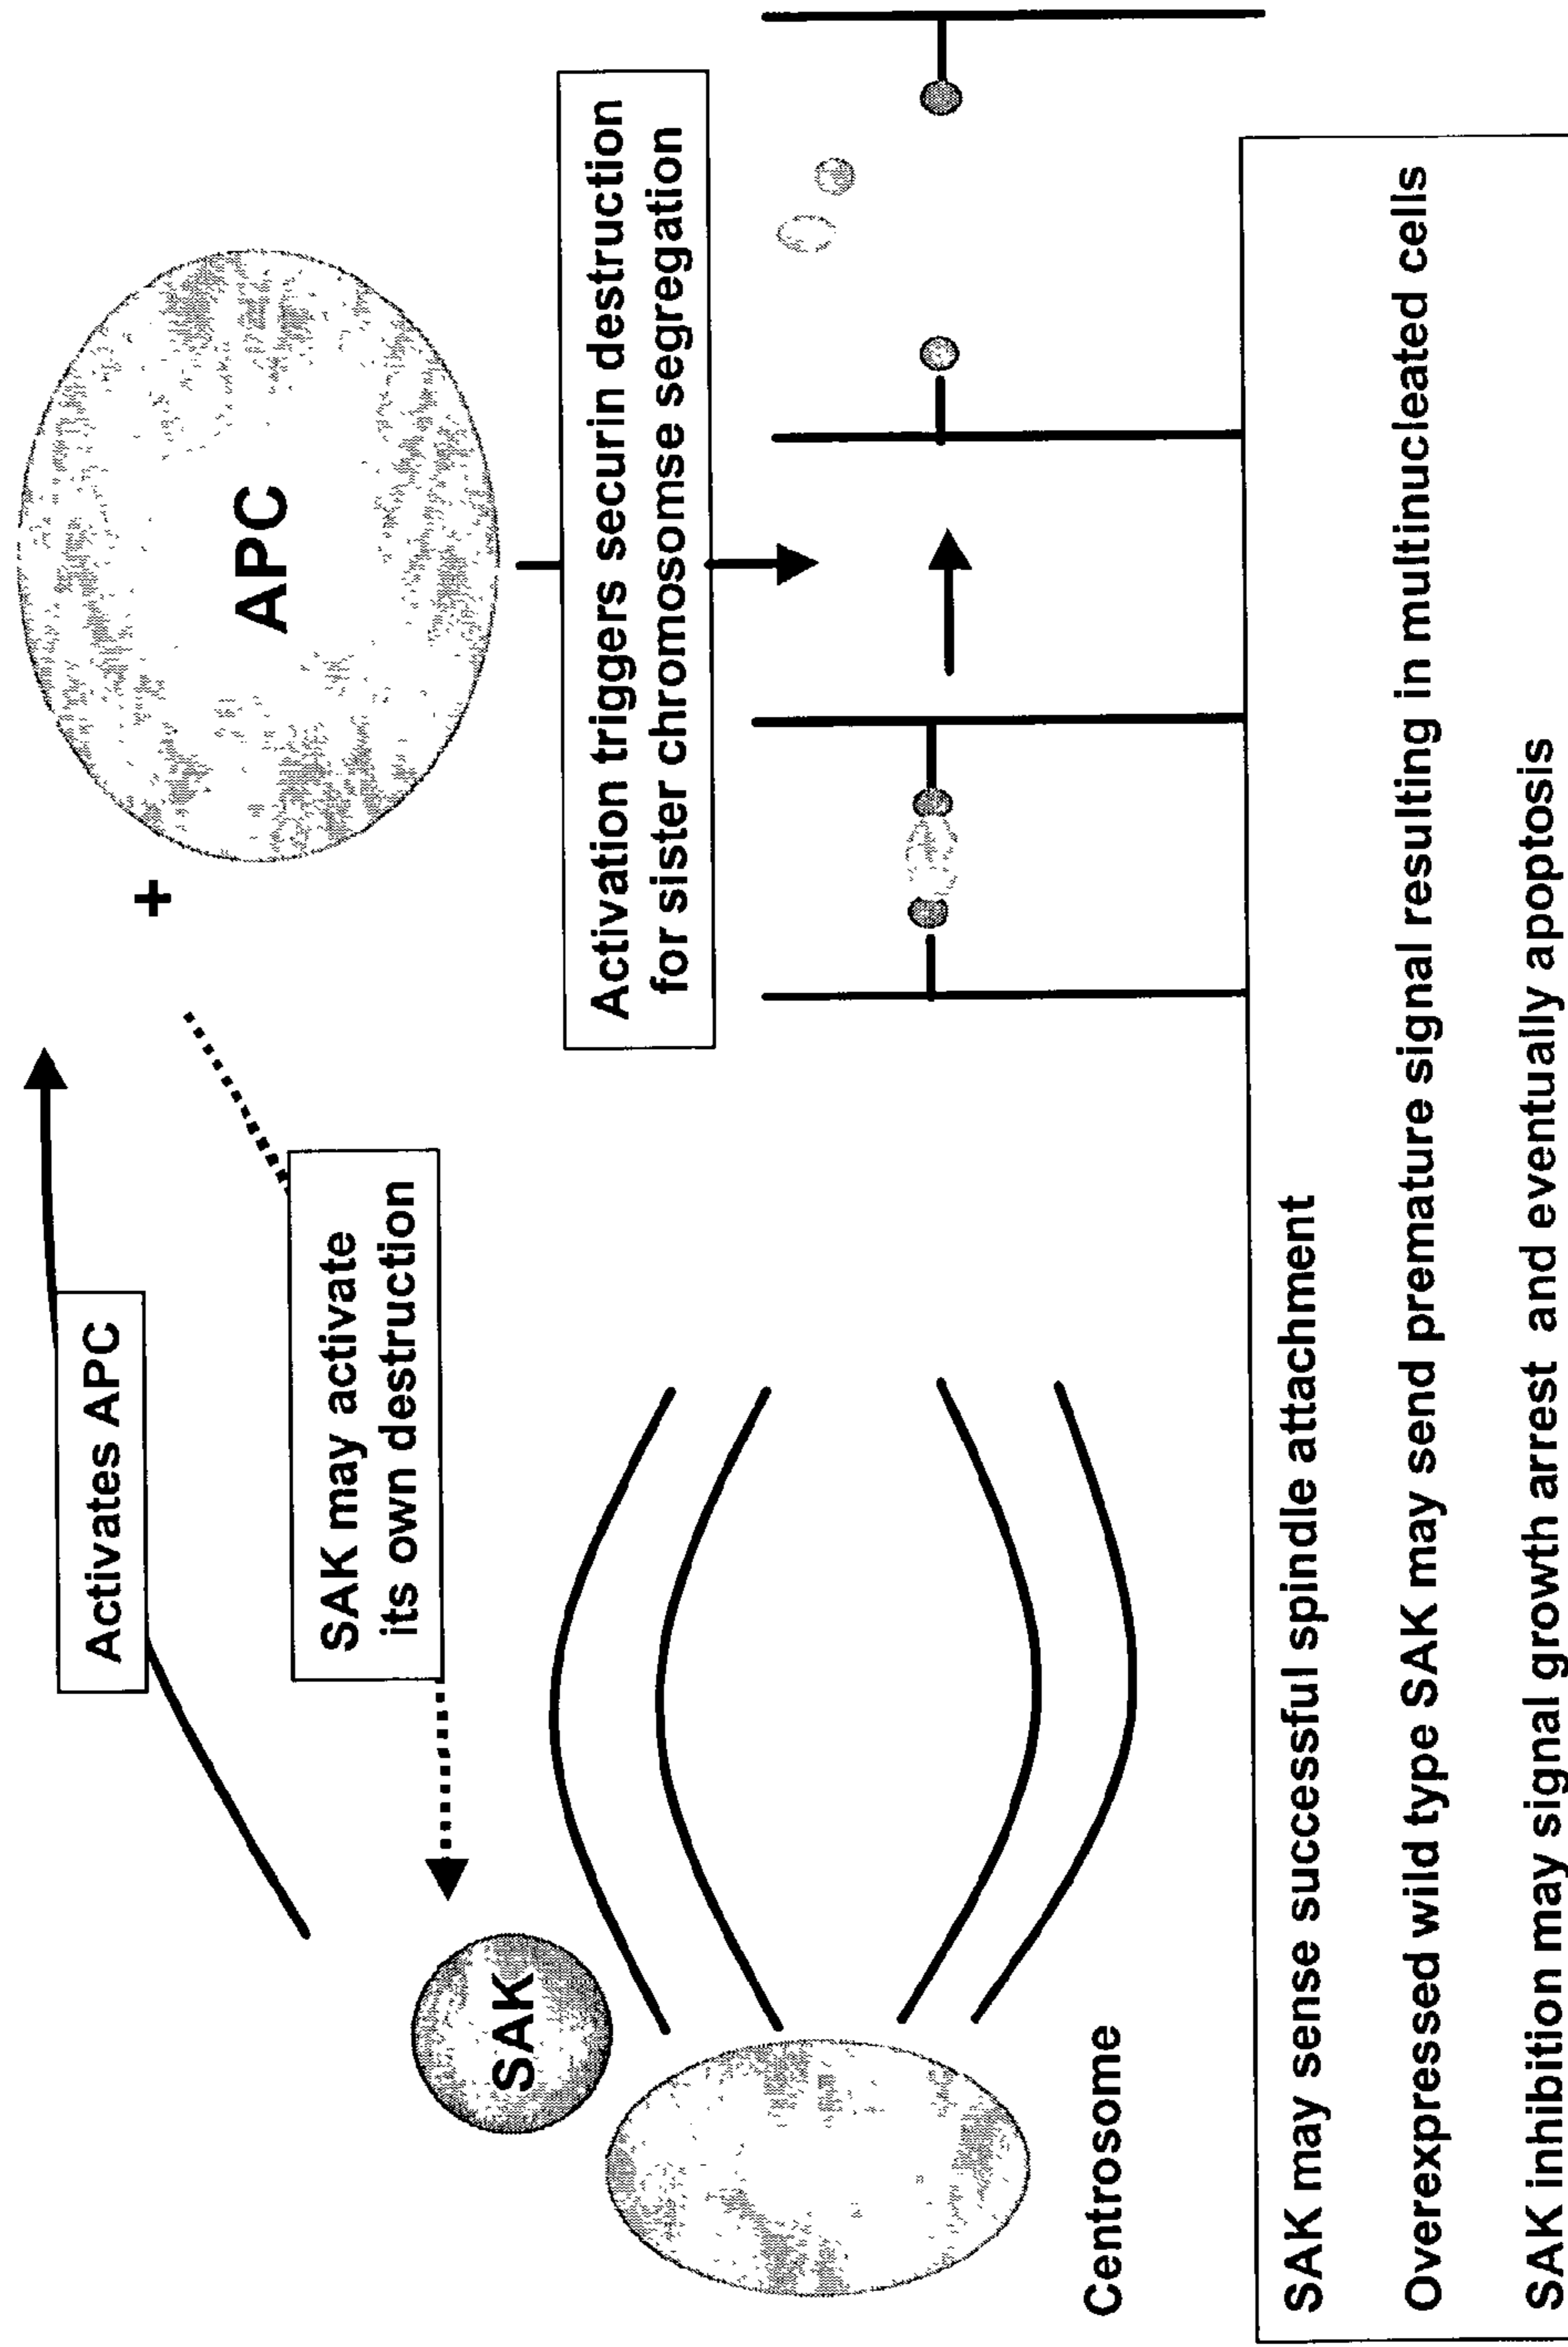 Activates APC
+
APC
SAK may activate
its own destruction
SAK
Activation triggers securin destruction
for sister chromosomse segregation
Centrosome
SAK may sense successful spindle attachment
Overexpressed wild type SAK may send premature signal resulting in multinucleated cells
SAK inhibition may signal growth arrest and eventually apoptosis